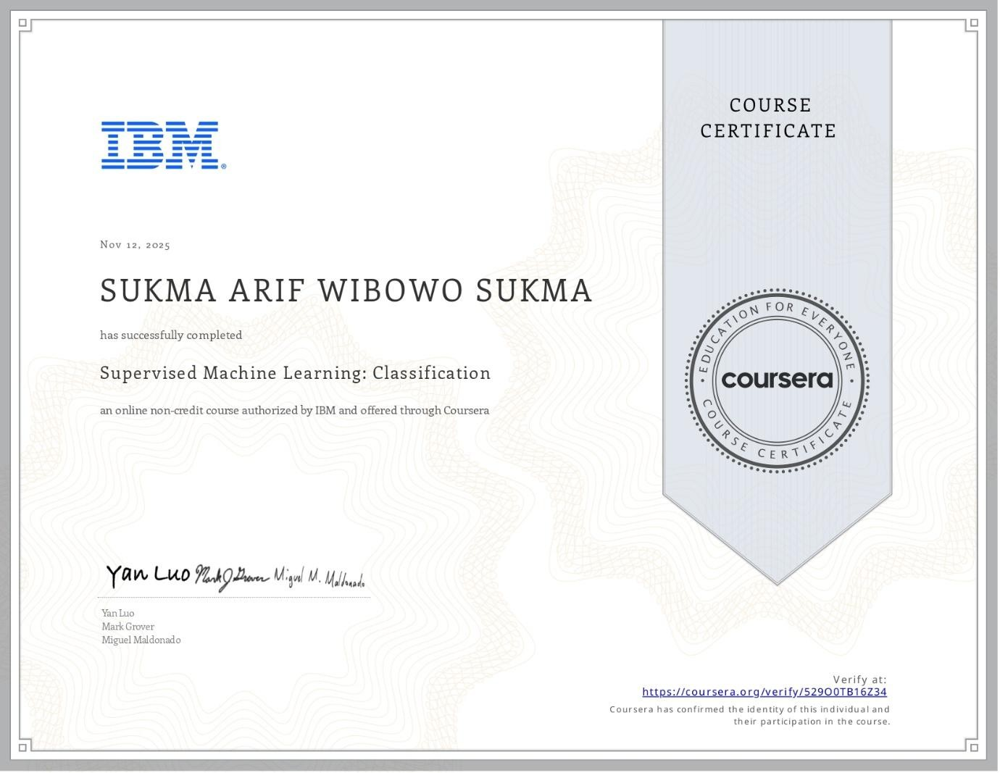 IBM®
COURSE
CERTIFICATE
Nov 12, 2025
SUKMA ARIF WIBOWO SUKMA
has successfully completed
Supervised Machine Learning: Classification
an online non-credit course authorized by IBM and offered through Coursera
• EDUCATION FOR EVERYONE •
coursera
COURSE CERTIFICATE
Yan Luo Mark J Grover Miguel M. Maldonado
Yan Luo
Mark Grover
Miguel Maldonado
Verify at:
https://coursera.org/verify/529O0TB16Z34
Coursera has confirmed the identity of this individual and
their participation in the course.